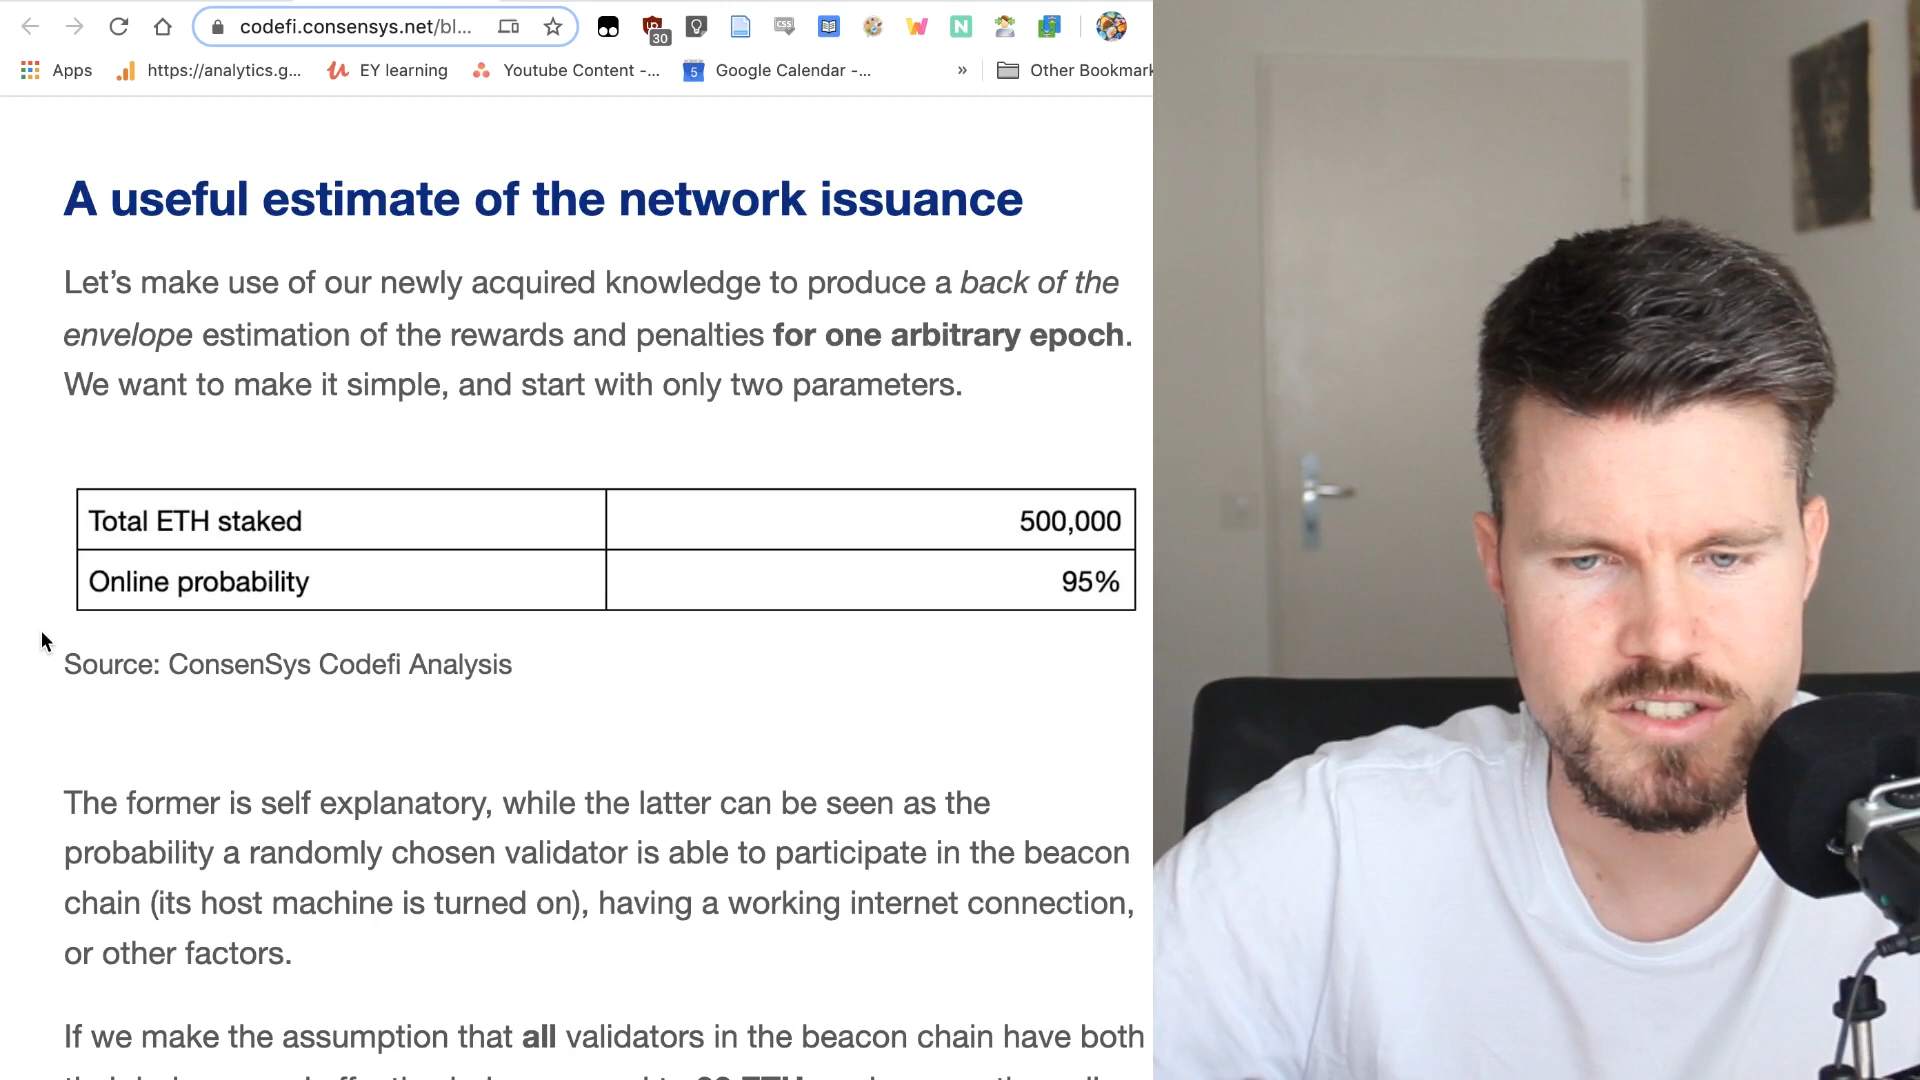 codefi.consensys.net/bl...
30
CSS
Apps
https://analytics.g...
EY learning
Youtube Content -...
5
Google Calendar -...
»
Other Bookmark
A useful estimate of the network issuance
Let’s make use of our newly acquired knowledge to produce a back of the
envelope estimation of the rewards and penalties for one arbitrary epoch.
We want to make it simple, and start with only two parameters.
Total ETH staked 500,000
Online probability 95%
Source: ConsenSys Codefi Analysis
The former is self explanatory, while the latter can be seen as the
probability a randomly chosen validator is able to participate in the beacon
chain (its host machine is turned on), having a working internet connection,
or other factors.
If we make the assumption that all validators in the beacon chain have both